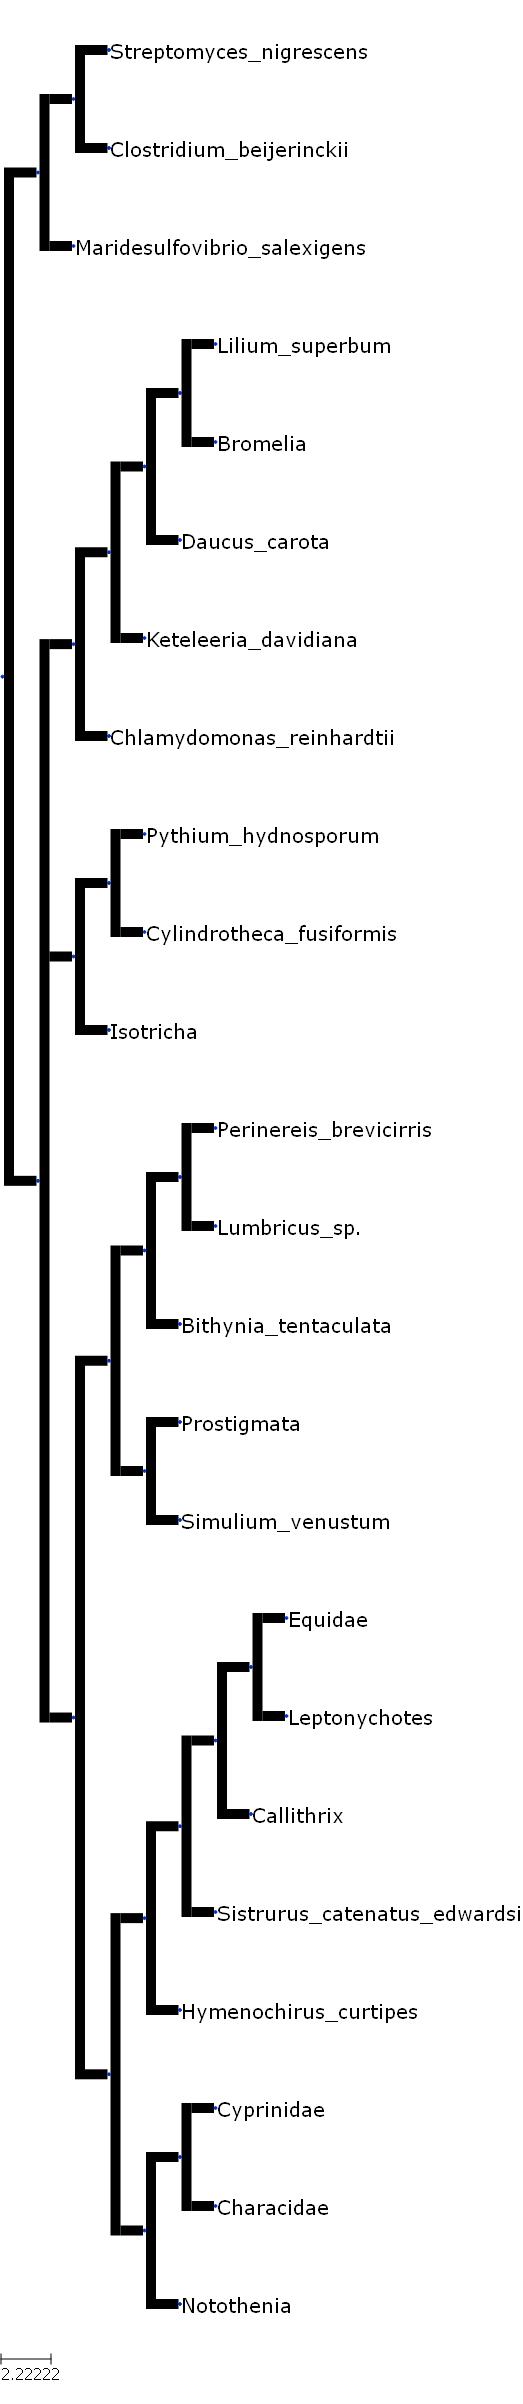 Streptomyces_nigrescens
Clostridium_beijerinckii
Maridesulfovibrio_salexigens
Lilium_superbum
Bromelia
Daucus_carota
Keteleeria_davidiana
Chlamydomonas_reinhardtii
Pythium_hydnosporum
Cylindrotheca_fusiformis
Isotricha
Perinereis_brevicirris
Lumbricus_sp.
Bithynia_tentaculata
Prostigmata
Simulium_venustum
Equidae
Leptonychotes
Callithrix
Sistrurus_catenatus_edwardsi
Hymenochirus_curtipes
Cyprinidae
Characidae
Notothenia
2.22222